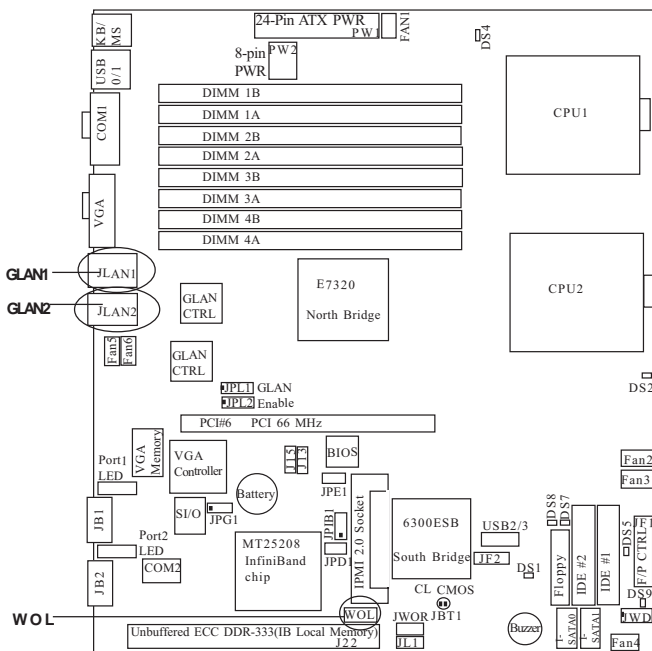 KB/
MS
24-Pin ATX PWR
PW1
FAN1
DS4
USB
0/1
8-pin
PWR
PW2
COM1
DIMM 1B
DIMM 1A
DIMM 2B
DIMM 2A
DIMM 3B
DIMM 3A
DIMM 4B
DIMM 4A
CPU1
VGA
GLAN1
JLAN1
GLAN2
JLAN2
GLAN
CTRL
E7320
North Bridge
CPU2
Fan5
Fan6
GLAN
CTRL
JPL1 GLAN
JPL2 Enable
DS2
PCI#6 PCI 66 MHz
VGA
Memory
VGA
Controller
J15
J13
BIOS
Fan2
Fan3
Port1
LED
Battery
JPE1
JB1
SI/O
JPG1
JPIB1
IPMI 2.0 Socket
6300ESB
South Bridge
USB2/3
DS8
DS7
JF1
F/P CTRL
DS5
Port2
LED
COM2
MT25208
InfiniBand
chip
JPD1
JF2
DS1
Floppy
IDE #2
IDE #1
JB2
CL CMOS
JBT1
DS9
JWD
WOL
WOL
JWOR
Buzzer
I-
SATA0
I-
SATA1
Unbuffered ECC DDR-333(IB Local Memory)
J22
JL1
Fan4